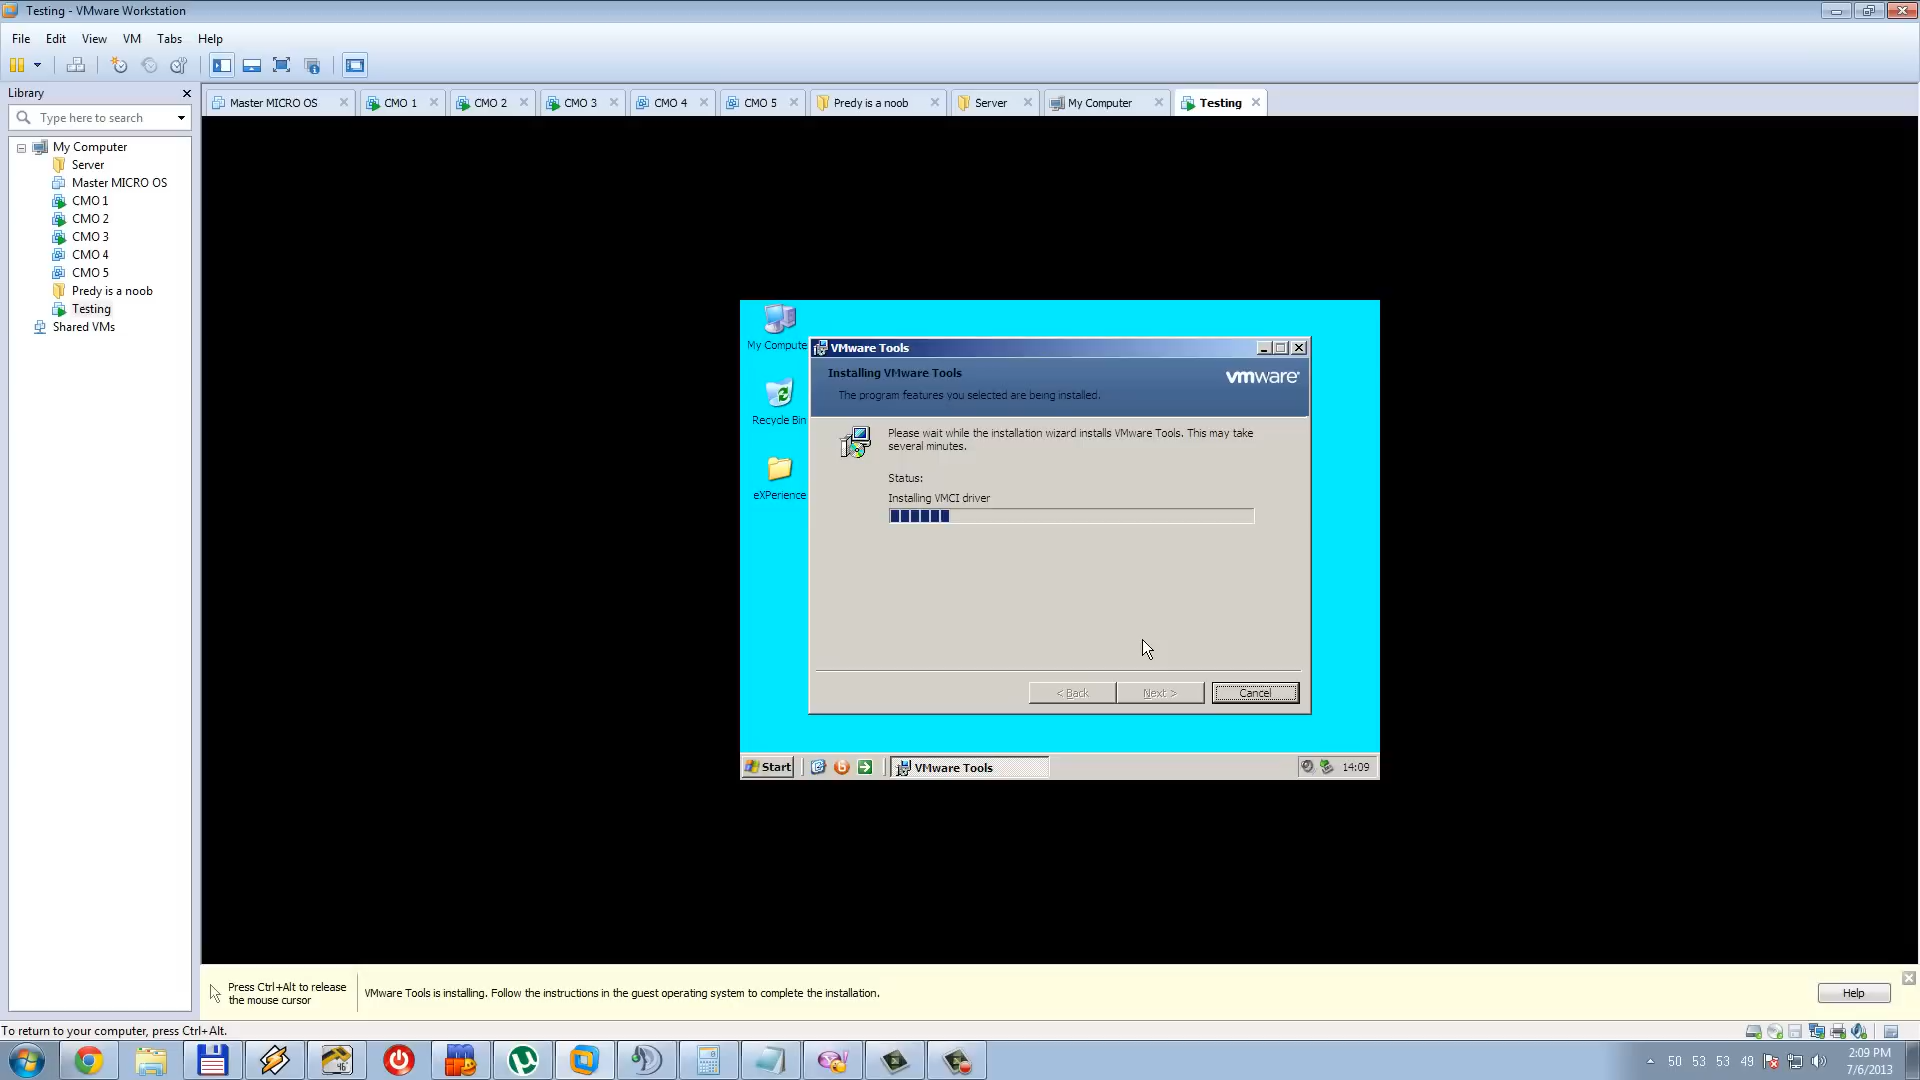 Testing - VMware Workstation
File Edit View VM Tabs Help
Library
Type here to search
My Computer
Server
Master MICRO OS
CMO 1
CMO 2
CMO 3
CMO 4
CMO 5
Predy is a noob
Testing
Shared VMs
Master MICRO OS CMO 1 CMO 2 CMO 3 CMO 4 CMO 5 Predy is a noob Server My Computer Testing
My Compute
Recycle Bin
eXPerience
VMware Tools
Installing VMware Tools
The program features you selected are being installed.
vmware
Please wait while the installation wizard installs VMware Tools. This may take
several minutes.
Status:
Installing VMCI driver
< Back Next > Cancel
Start VMware Tools 14:09
Press Ctrl+Alt to release
the mouse cursor
VMware Tools is installing. Follow the instructions in the guest operating system to complete the installation.
Help
To return to your computer, press Ctrl+Alt.
50 53 53 49
2:09 PM
7/6/2013